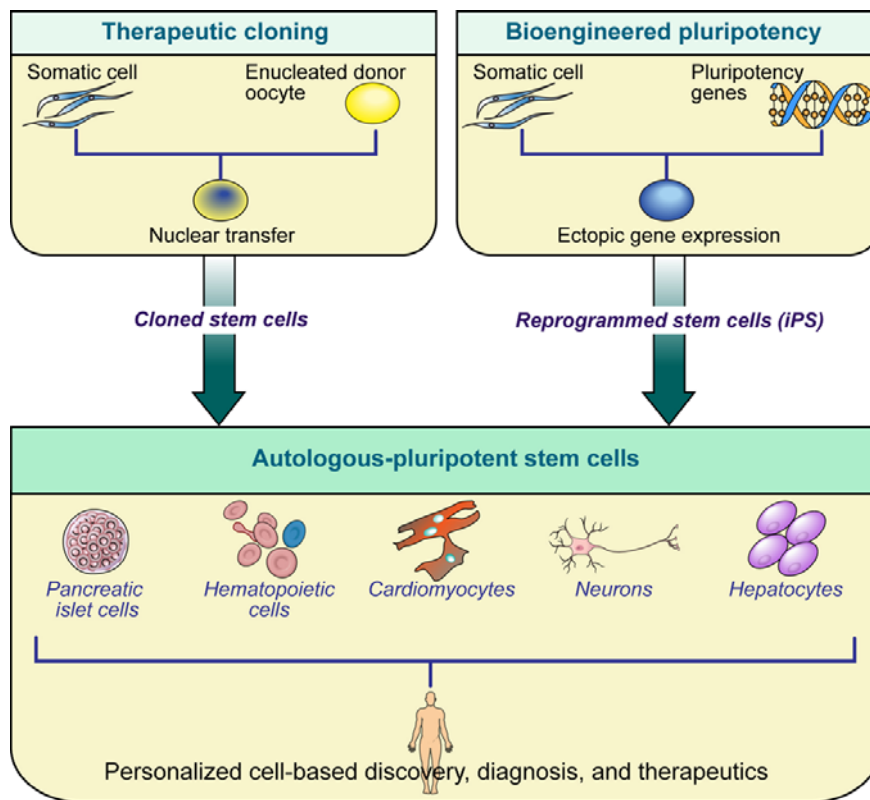 Therapeutic cloning
Somatic cell
Enucleated donor
oocyte
Nuclear transfer
Bioengineered pluripotency
Somatic cell
Pluripotency
genes
Ectopic gene expression
Cloned stem cells
Reprogrammed stem cells (iPS)
Autologous-pluripotent stem cells
Pancreatic
islet cells
Hematopoietic
cells
Cardiomyocytes
Neurons
Hepatocytes
Personalized cell-based discovery, diagnosis, and therapeutics